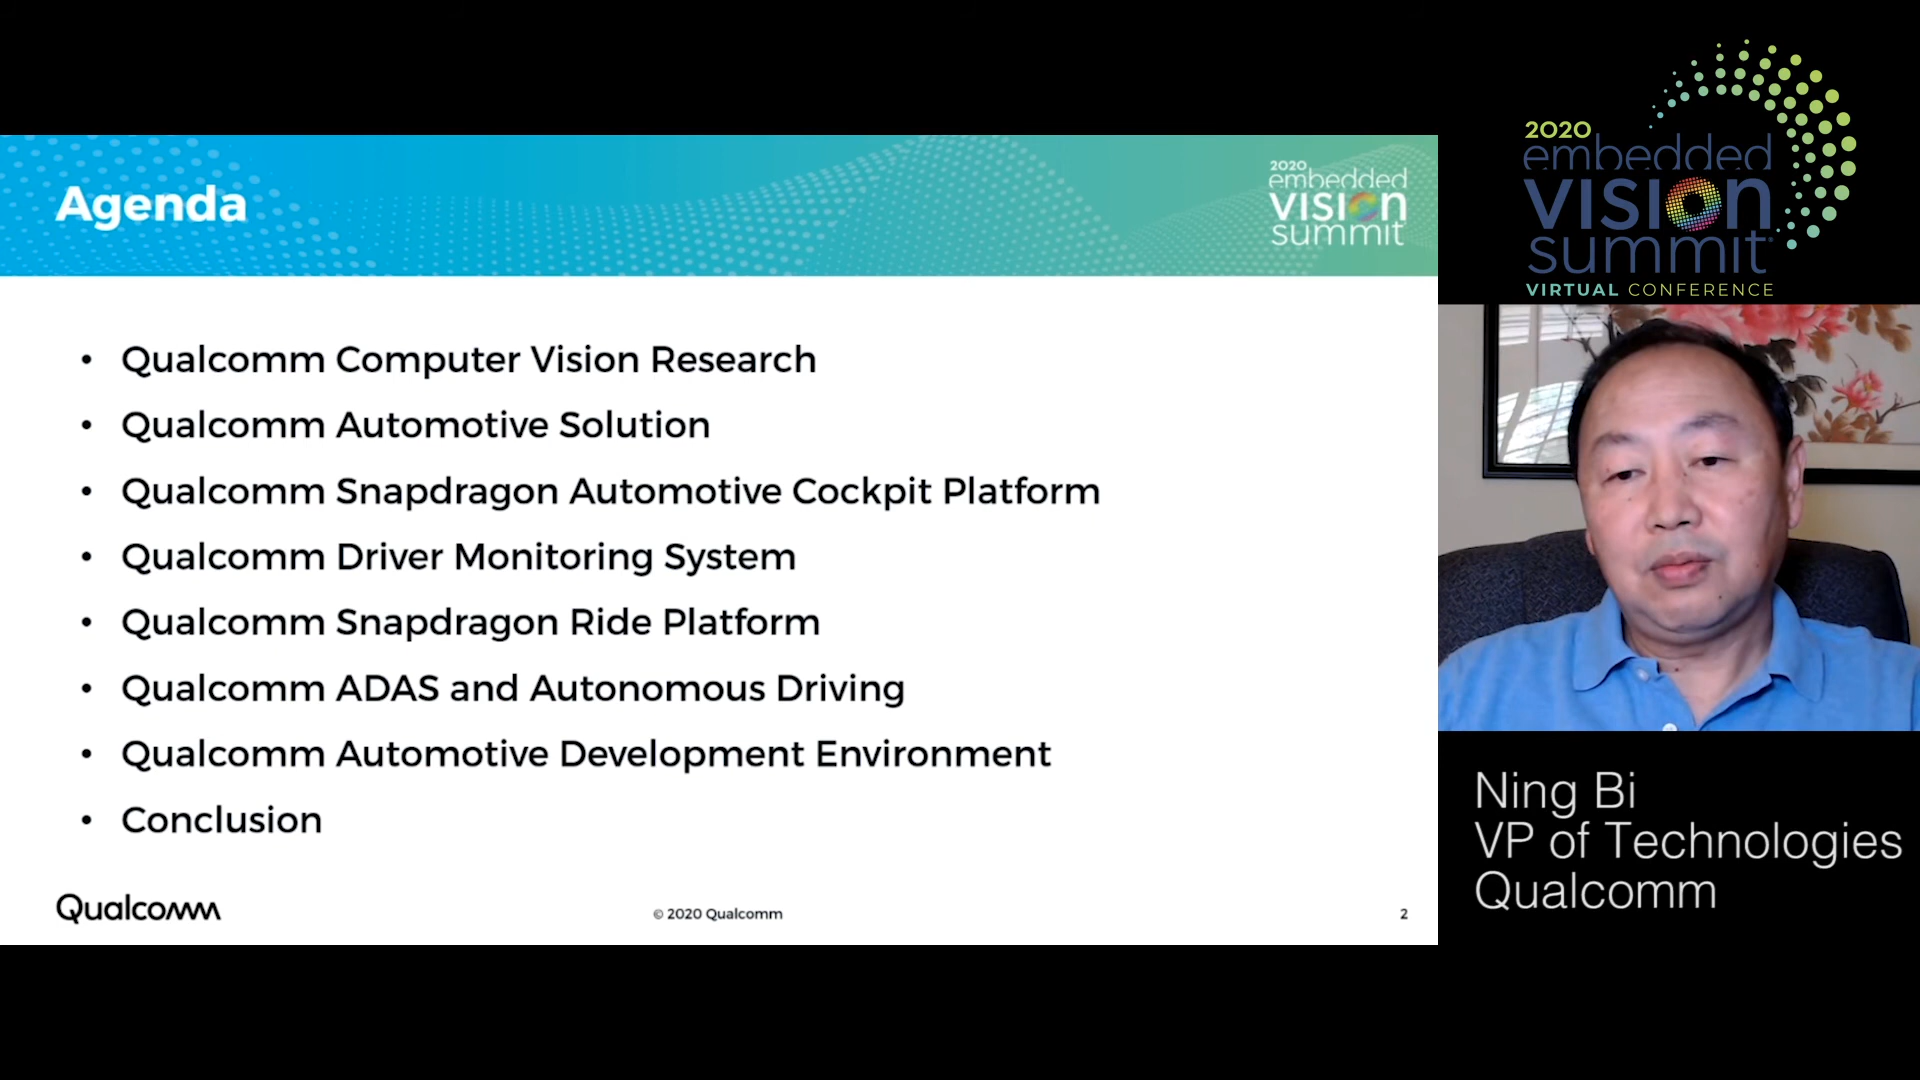 Agenda
2020
embedded
vision
summit
• Qualcomm Computer Vision Research
• Qualcomm Automotive Solution
• Qualcomm Snapdragon Automotive Cockpit Platform
• Qualcomm Driver Monitoring System
• Qualcomm Snapdragon Ride Platform
• Qualcomm ADAS and Autonomous Driving
• Qualcomm Automotive Development Environment
• Conclusion
Qualcomm
© 2020 Qualcomm
2
2020
embedded
vision
summit
VIRTUAL CONFERENCE
Ning Bi
VP of Technologies
Qualcomm